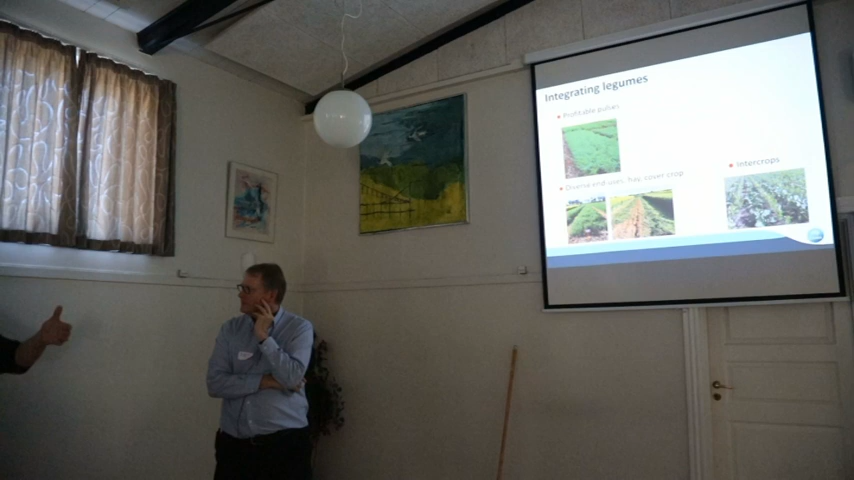 Integrating legumes
Profitable pulses
Intercrops
Diverse end uses: hay, cover crop